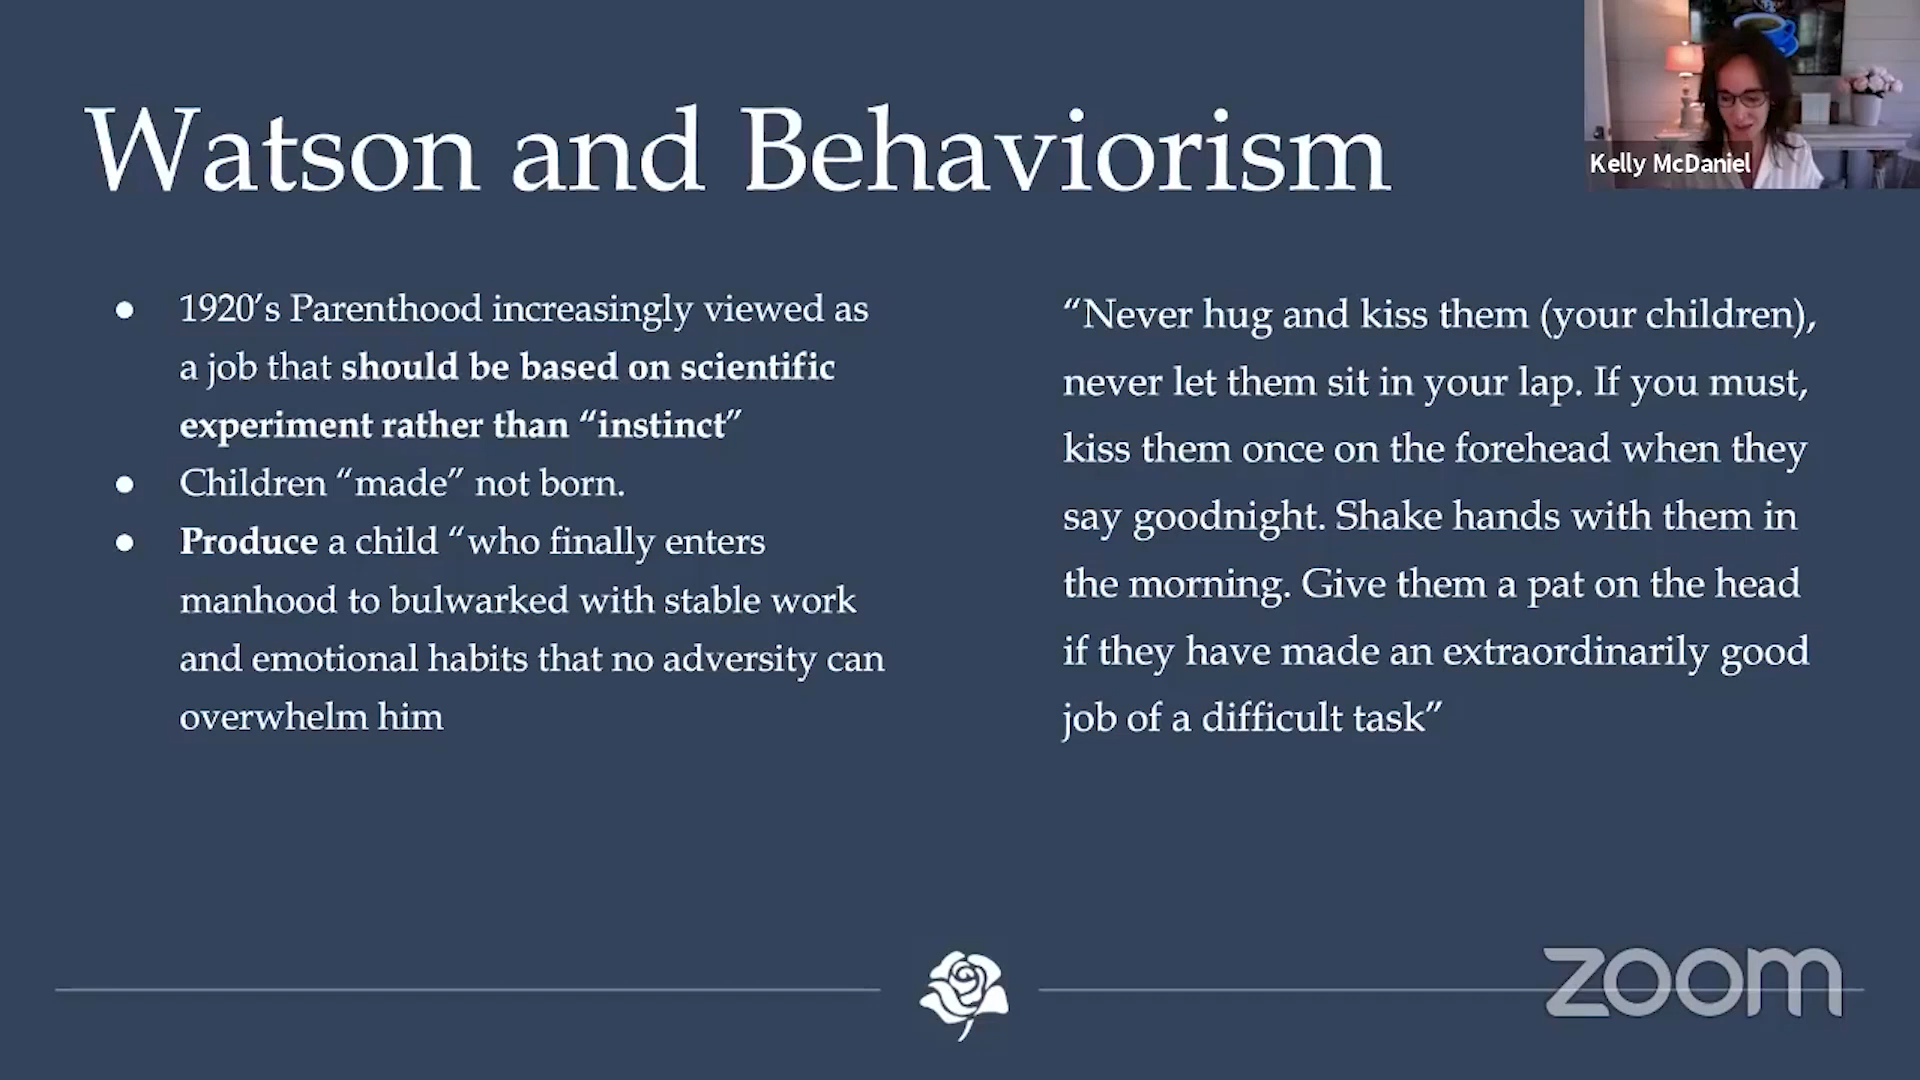 Watson and Behaviorism
Kelly McDaniel
● 1920’s Parenthood increasingly viewed as
a job that should be based on scientific
experiment rather than “instinct”
● Children “made” not born.
● Produce a child “who finally enters
manhood to bulwarked with stable work
and emotional habits that no adversity can
overwhelm him
“Never hug and kiss them (your children),
never let them sit in your lap. If you must,
kiss them once on the forehead when they
say goodnight. Shake hands with them in
the morning. Give them a pat on the head
if they have made an extraordinarily good
job of a difficult task”
zoom